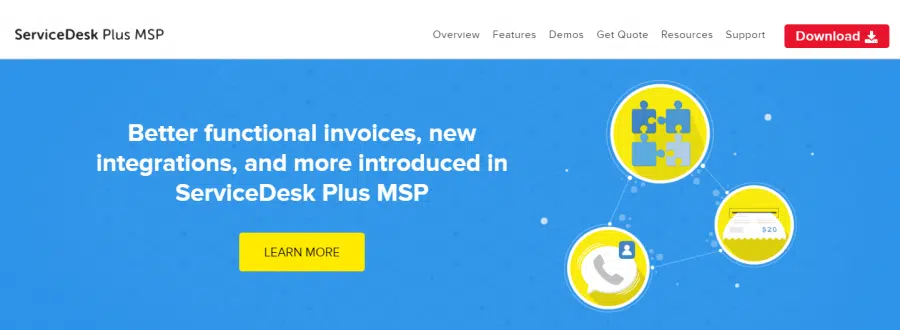 ServiceDesk Plus MSP
Overview Features Demos Get Quote Resources Support Download
Better functional invoices, new
integrations, and more introduced in
ServiceDesk Plus MSP
LEARN MORE
$20